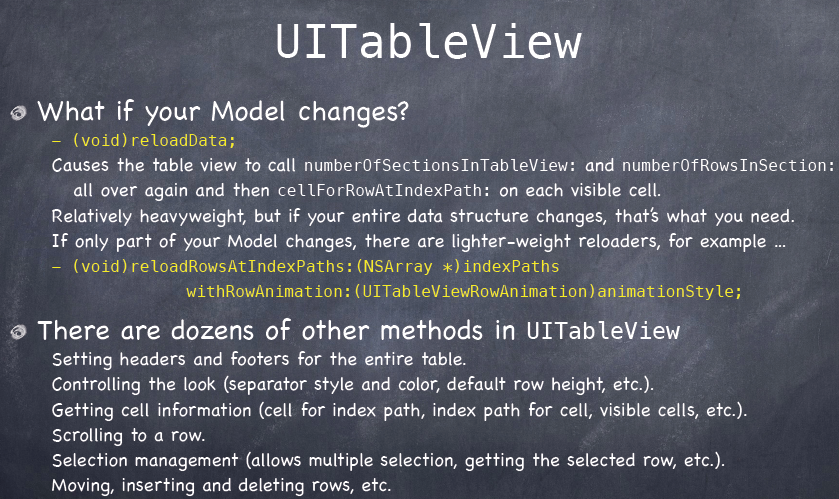 UITableView
What if your Model changes?
– (void)reloadData;
Causes the table view to call numberOfSectionsInTableView: and numberOfRowsInSection:
all over again and then cellForRowAtIndexPath: on each visible cell.
Relatively heavyweight, but if your entire data structure changes, that's what you need.
If only part of your Model changes, there are lighter-weight reloaders, for example ...
– (void)reloadRowsAtIndexPaths:(NSArray *)indexPaths
withRowAnimation:(UITableViewRowAnimation)animationStyle;
There are dozens of other methods in UITableView
Setting headers and footers for the entire table.
Controlling the look (separator style and color, default row height, etc.).
Getting cell information (cell for index path, index path for cell, visible cells, etc.).
Scrolling to a row.
Selection management (allows multiple selection, getting the selected row, etc.).
Moving, inserting and deleting rows, etc.